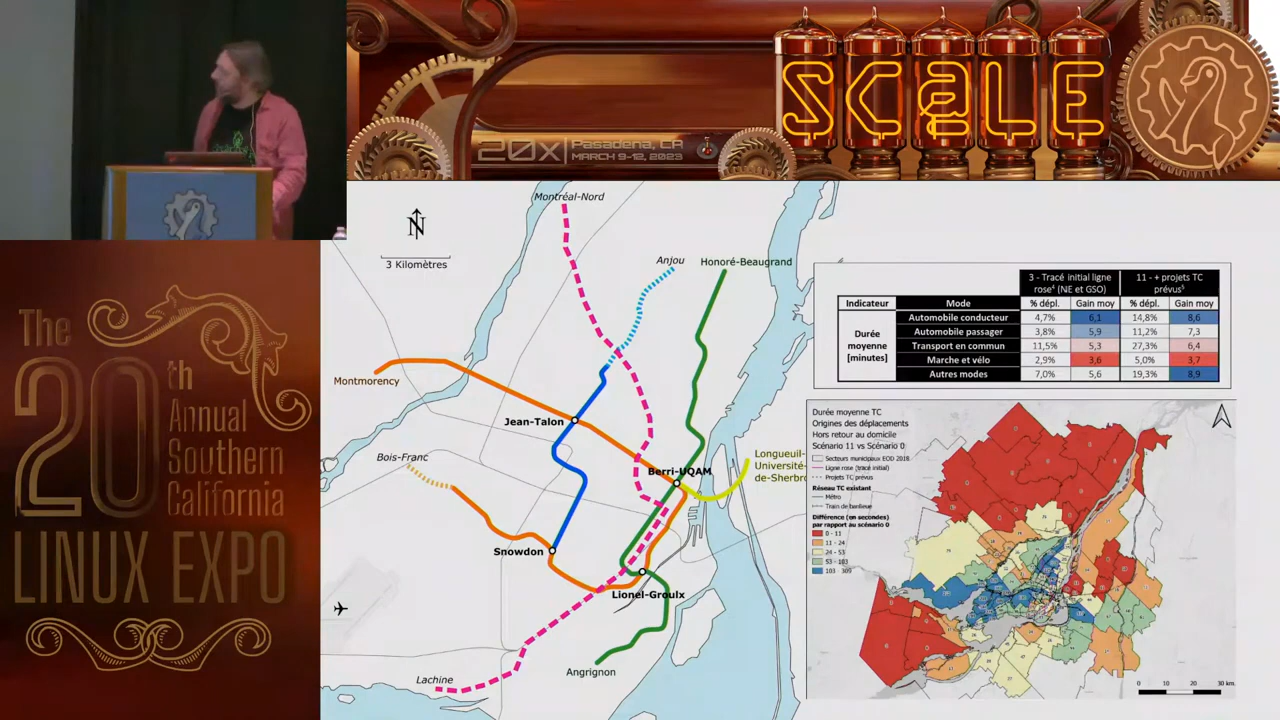 SCaLE
20x
Pasadena, CA
MARCH 9-12, 2023
The
20th
Annual
Southern
California
LINUX EXPO
Montréal-Nord
N
3 Kilomètres
Anjou
Honoré-Beaugrand
Montmorency
Jean-Talon
Bois-Franc
Berri-UQAM
Longueuil-
Université-
de-Sherbro
Snowdon
Lionel-Groulx
Angrignon
Lachine
3 - Tracé initial ligne rose⁴ (NE et GSO)
11 - + projets TC prévus⁵
Indicateur Mode % dépl. Gain moy % dépl. Gain moy
Durée moyenne [minutes]
Automobile conducteur 4,7% 6,1 14,8% 8,6
Automobile passager 3,8% 5,9 11,2% 7,3
Transport en commun 11,5% 5,3 27,3% 6,4
Marche et vélo 2,9% 3,6 5,0% 3,7
Autres modes 7,0% 5,6 19,3% 8,9
Durée moyenne TC
Origines des déplacements
Hors retour au domicile
Scénario 11 vs Scénario 0
Secteurs municipaux EOD 2018
Ligne rose (tracé initial)
Projets TC prévus
Réseau TC existant
Métro
Train de banlieue
Différence (en secondes)
par rapport au scénario 0
0 - 11
11 - 24
24 - 53
53 - 103
103 - 309
0 10 20 30 km